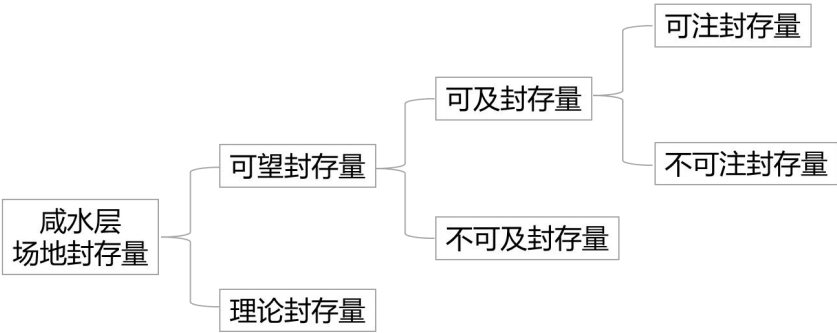 咸水层
场地封存量
可望封存量
理论封存量
可及封存量
不可及封存量
可注封存量
不可注封存量